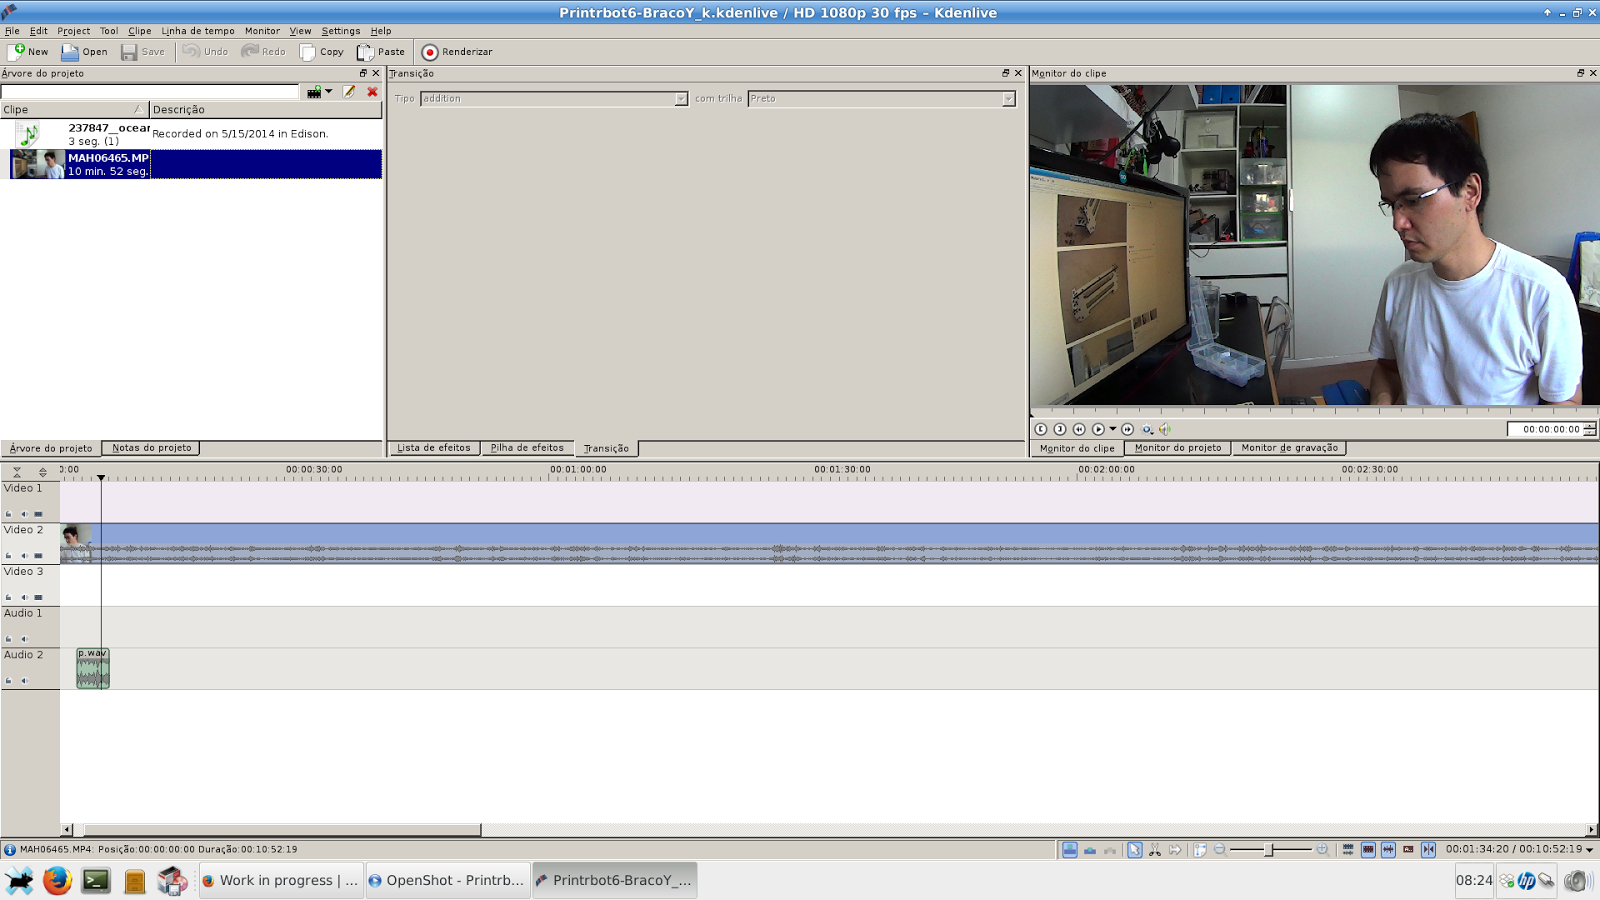 Printrbot6-BracoY_k.kdenlive / HD 1080p 30 fps – Kdenlive
File Edit Project Tool Clipe Linha de tempo Monitor View Settings Help
New Open Save Undo Redo Copy Paste Renderizar
Árvore do projeto
Transição
Monitor do clipe
Tipo addition com trilha Preto
Clipe Descrição
237847__ocear
3 seg. (1)
Recorded on 5/15/2014 in Edison.
MAH06465.MP
10 min. 52 seg.
00:00:00:00
Árvore do projeto Notas do projeto
Lista de efeitos Pilha de efeitos Transição
Monitor do clipe Monitor do projeto Monitor de gravação
0:00 00:00:30:00 00:01:00:00 00:01:30:00 00:02:00:00 00:02:30:00
Video 1
Video 2
Video 3
Audio 1
Audio 2
p.wav
MAH06465.MP4: Posição:00:00:00:00 Duração:00:10:52:19
00:01:34:20 / 00:10:52:19
Work in progress | ...
OpenShot - Printrb...
Printrbot6-BracoY_...
08:24
hp